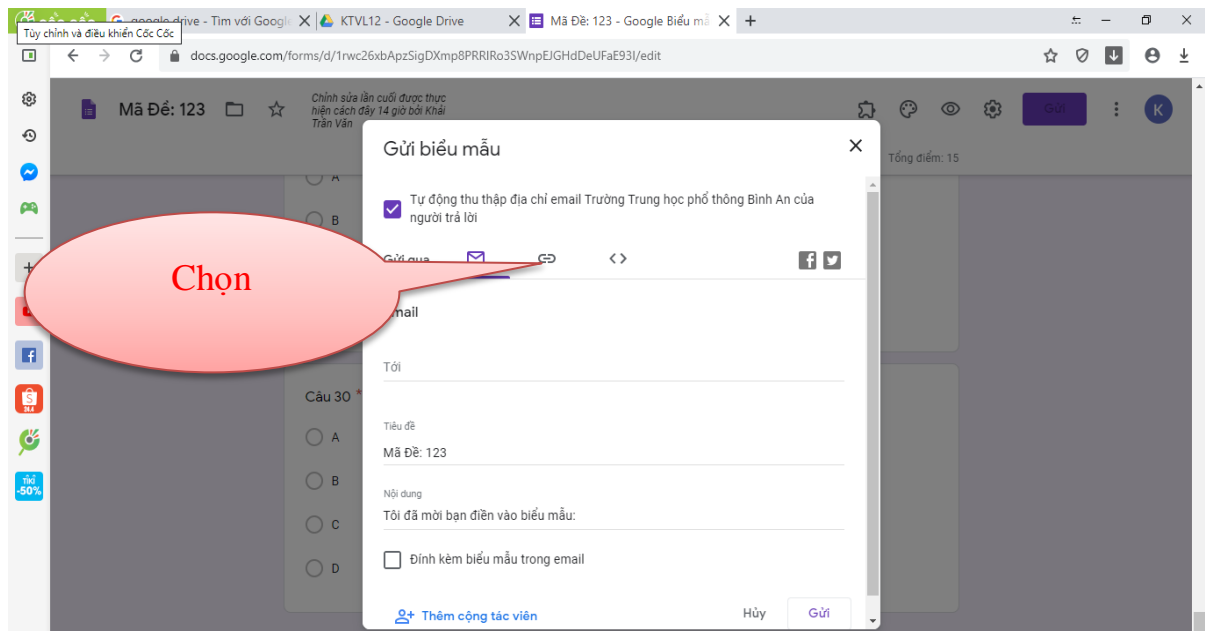 google drive - Tìm với Google
KTVL12 - Google Drive
Mã Đề: 123 - Google Biểu mẫ
Tùy chỉnh và điều khiển Cốc Cốc
docs.google.com/forms/d/1rwc26xbApzSigDXmp8PRRIRo3SWnpEJGHdDeUFaE93I/edit
Mã Đề: 123
Chỉnh sửa lần cuối được thực
hiện cách đây 14 giờ bởi Khải
Trần Văn
Gửi
K
Tổng điểm: 15
Gửi biểu mẫu
Tự động thu thập địa chỉ email Trường Trung học phổ thông Bình An của
người trả lời
Gửi qua
Chọn
Email
Tới
Tiêu đề
Mã Đề: 123
Nội dung
Tôi đã mời bạn điền vào biểu mẫu:
Đính kèm biểu mẫu trong email
Thêm cộng tác viên
Hủy
Gửi
A
B
Câu 30 *
A
B
C
D
TIKI
-50%